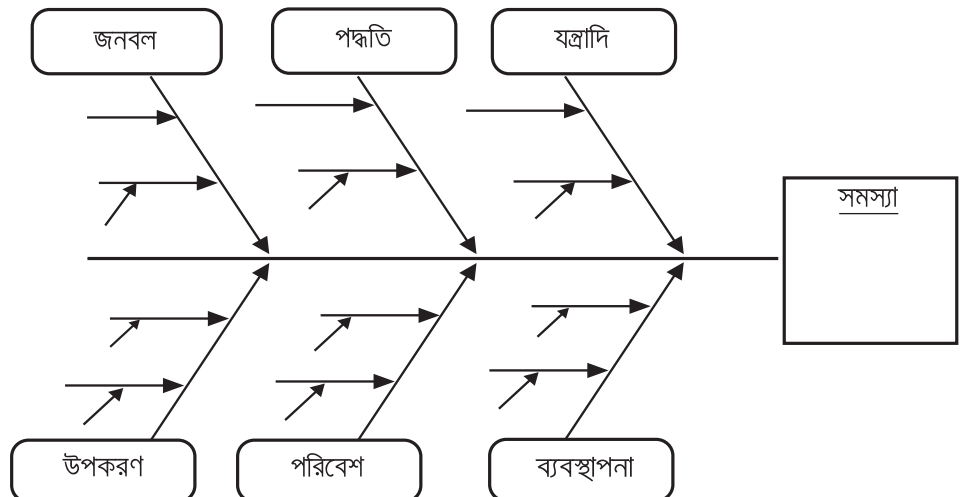 জনবল
পদ্ধতি
যন্ত্রাদি
সমস্যা
উপকরণ
পরিবেশ
ব্যবস্থাপনা